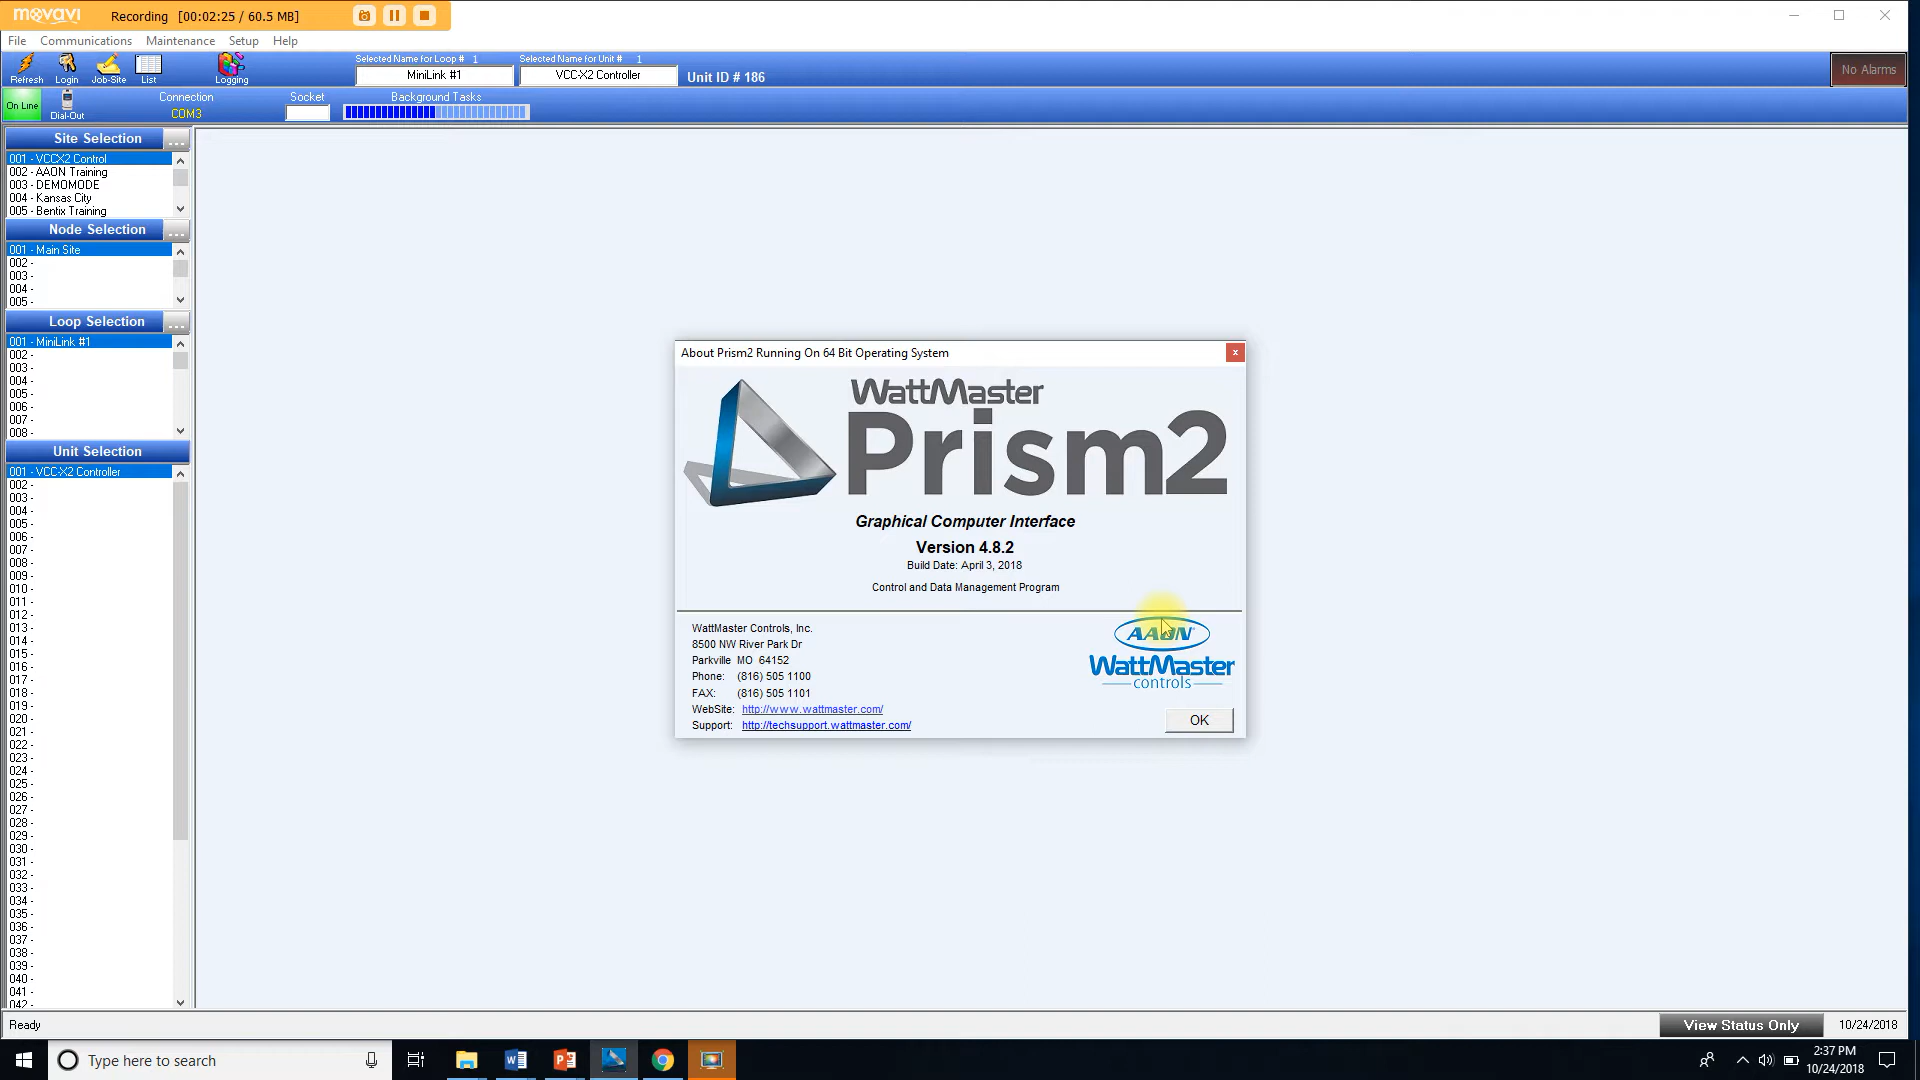 movavi
Recording [00:02:25 / 60.5 MB]
File Communications Maintenance Setup Help
Refresh Login Job-Site List Logging
Selected Name for Loop # 1
MiniLink #1
Selected Name for Unit # 1
VCC-X2 Controller
Unit ID # 186
No Alarms
On Line
Dial-Out
Connection
COM3
Socket
Background Tasks
Site Selection ...
001 - VCCX2 Control
002 - AAON Training
003 - DEMOMODE
004 - Kansas City
005 - Bentix Training
Node Selection ...
001 - Main Site
002 -
003 -
004 -
005 -
Loop Selection ...
001 - MiniLink #1
002 -
003 -
004 -
005 -
006 -
007 -
008 -
Unit Selection
001 - VCC-X2 Controller
002 -
003 -
004 -
005 -
006 -
007 -
008 -
009 -
010 -
011 -
012 -
013 -
014 -
015 -
016 -
017 -
018 -
019 -
020 -
021 -
022 -
023 -
024 -
025 -
026 -
027 -
028 -
029 -
030 -
031 -
032 -
033 -
034 -
035 -
036 -
037 -
038 -
039 -
040 -
041 -
042 -
About Prism2 Running On 64 Bit Operating System
x
WattMaster
Prism2
Graphical Computer Interface
Version 4.8.2
Build Date: April 3, 2018
Control and Data Management Program
WattMaster Controls, Inc.
8500 NW River Park Dr
Parkville MO 64152
Phone: (816) 505 1100
FAX: (816) 505 1101
WebSite: http://www.wattmaster.com/
Support: http://techsupport.wattmaster.com/
AAON
WattMaster
controls
OK
Ready
View Status Only
10/24/2018
Type here to search
2:37 PM
10/24/2018